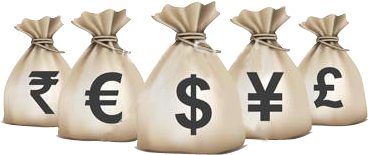 ₹ € $ ¥ £